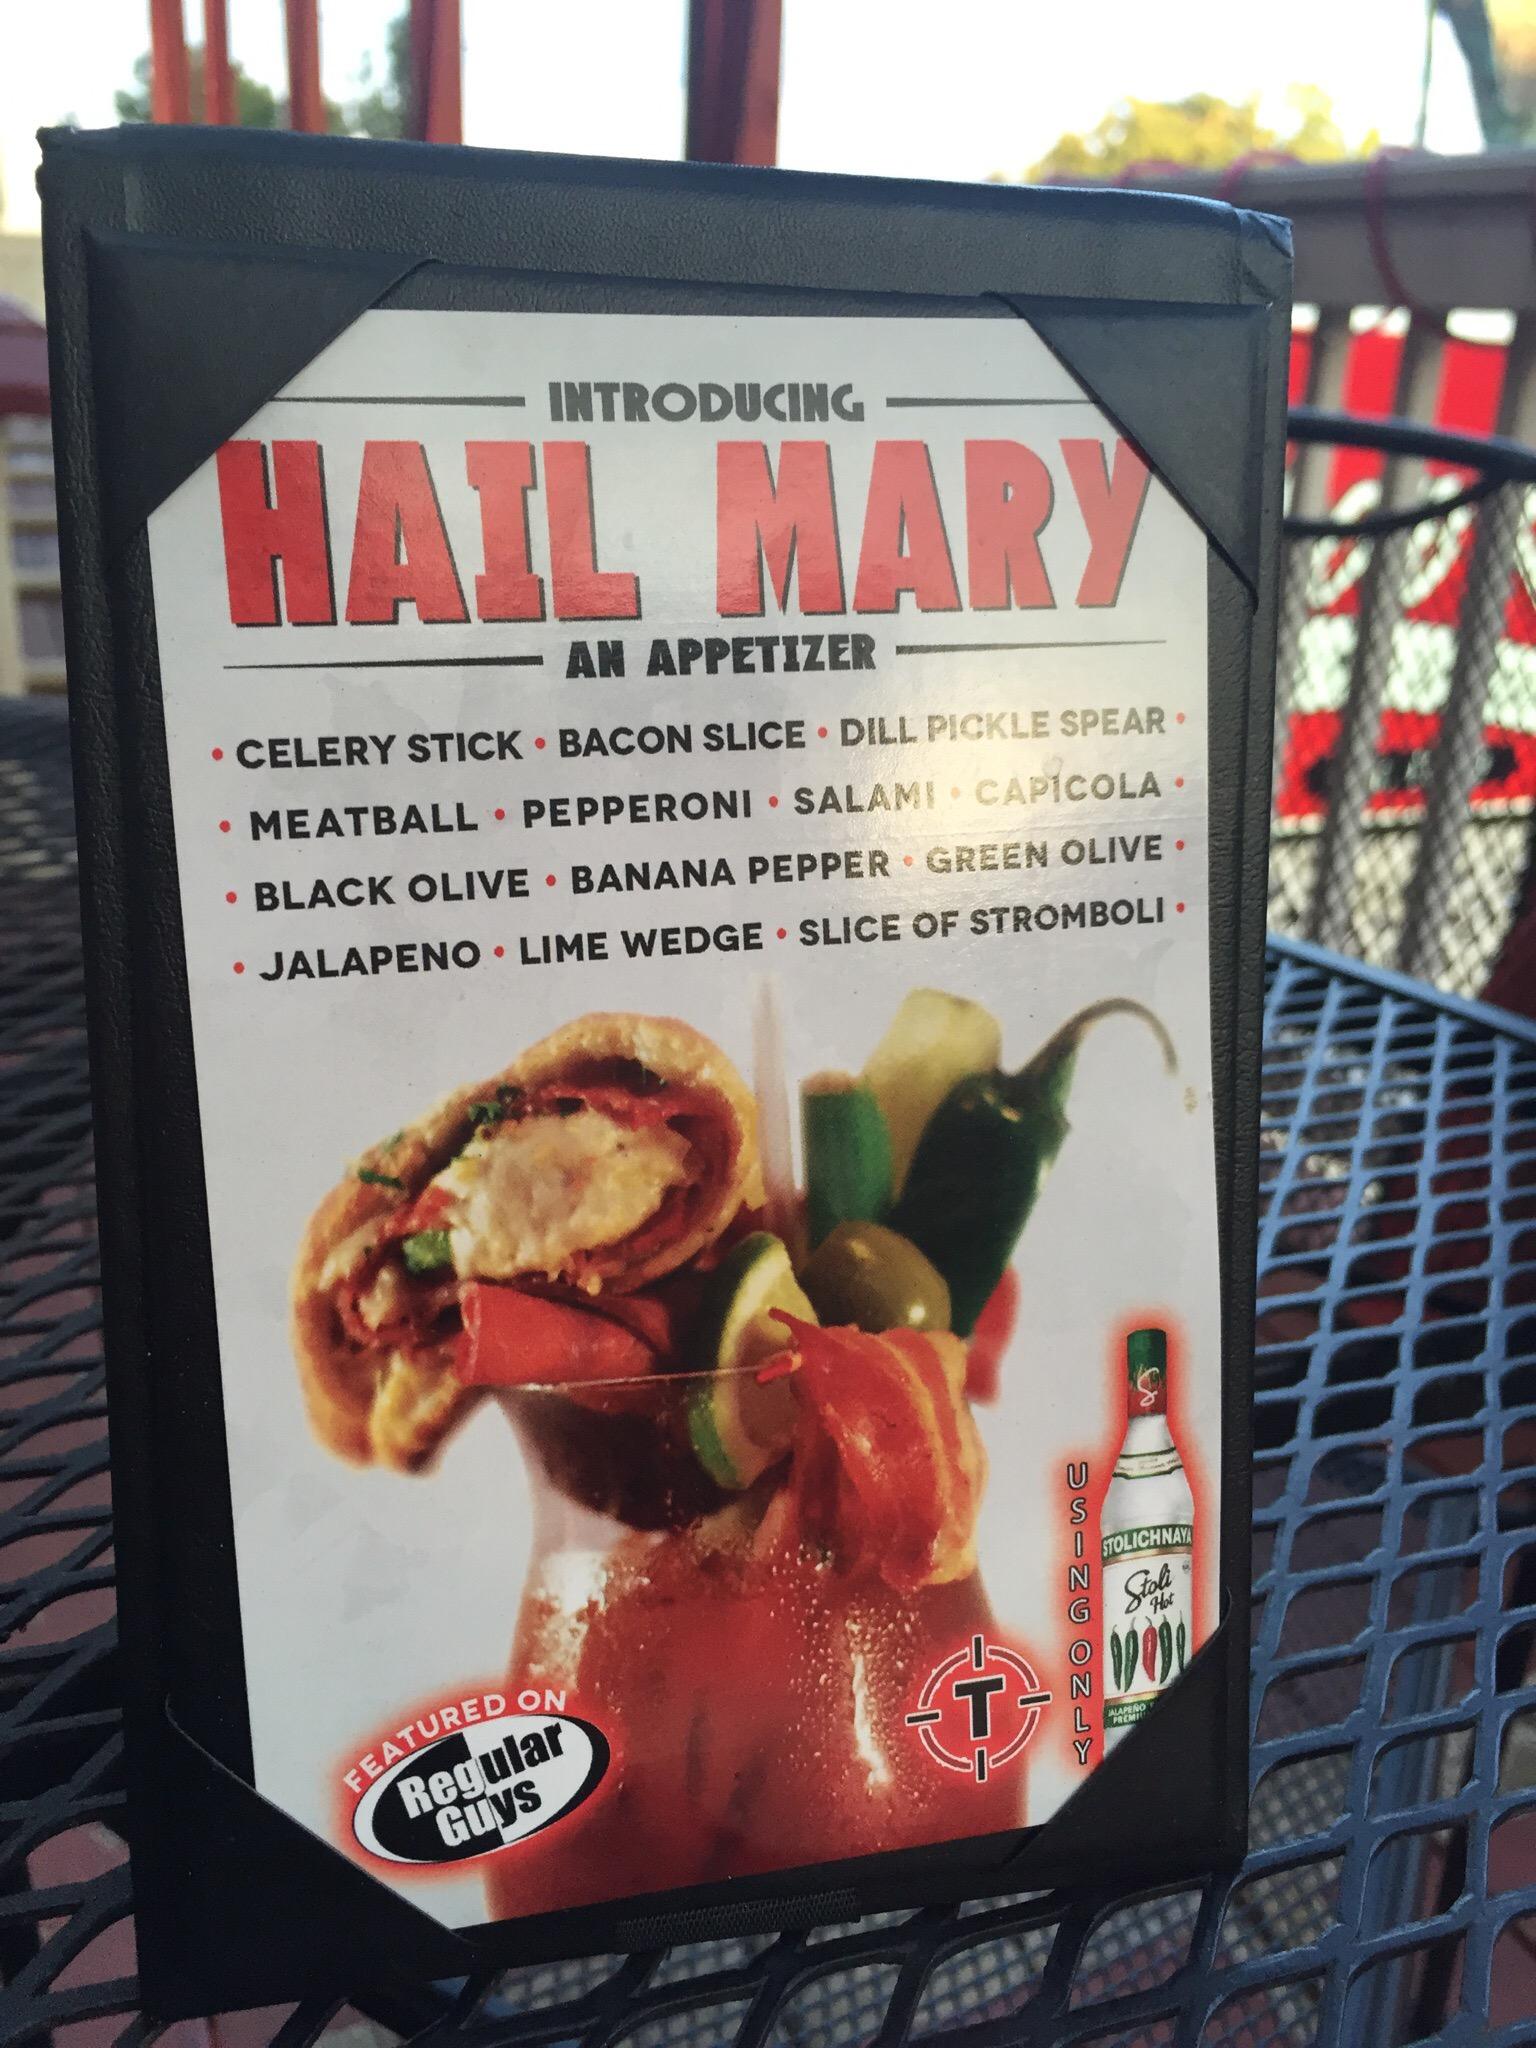 INTRODUCING
HAIL MARY
AN APPETIZER
• CELERY STICK • BACON SLICE • DILL PICKLE SPEAR •
• MEATBALL • PEPPERONI • SALAMI • CAPICOLA •
• BLACK OLIVE • BANANA PEPPER • GREEN OLIVE •
• JALAPENO • LIME WEDGE • SLICE OF STROMBOLI •
USING ONLY
STOLICHNAYA
Stoli
Hot
JALAPEÑO
T
FEATURED ON
Regular
Guys